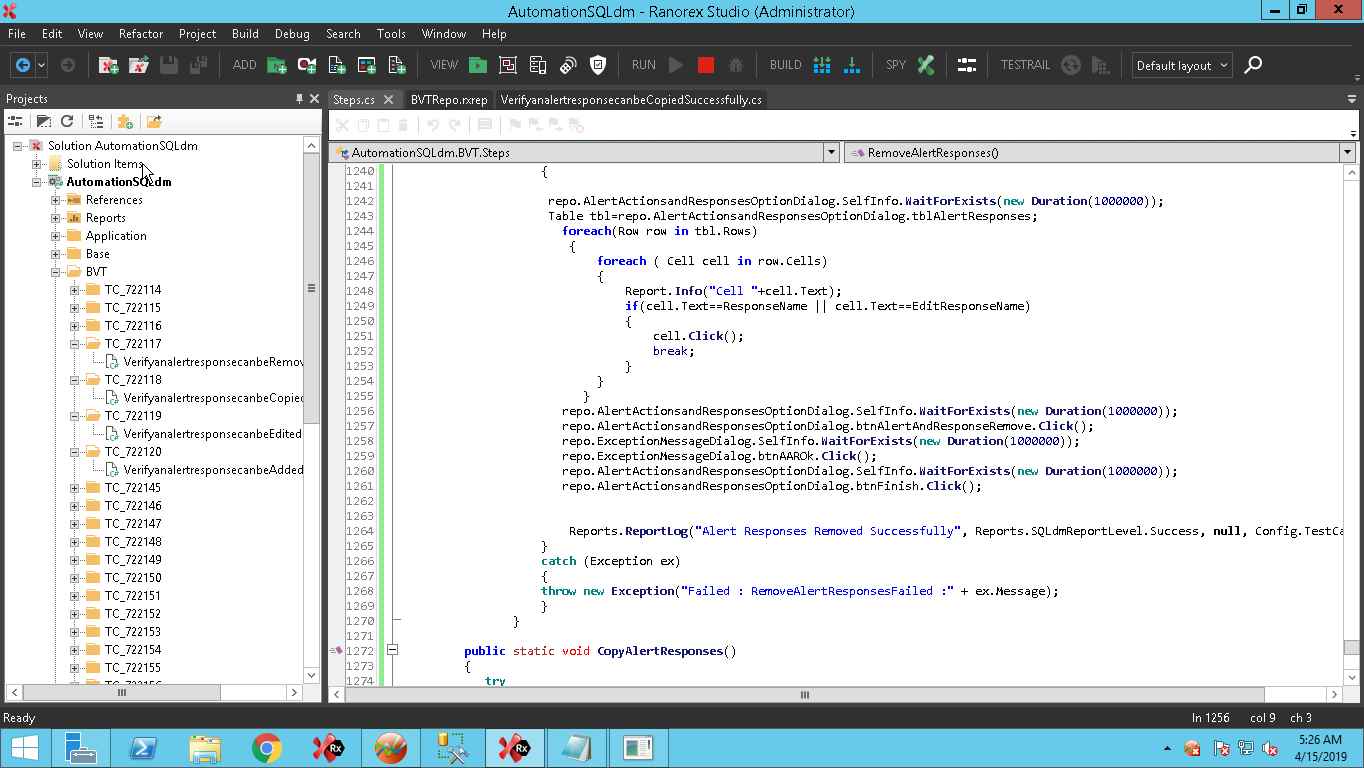 AutomationSQLdm - Ranorex Studio (Administrator)
File Edit View Refactor Project Build Debug Search Tools Window Help
ADD VIEW RUN BUILD SPY TESTRAIL Default layout
Projects
Steps.cs BVTRepo.rxrep VerifyanalertresponsecanbeCopiedSuccessfully.cs
AutomationSQLdm.BVT.Steps RemoveAlertResponses()
Solution AutomationSQLdm
Solution Items
AutomationSQLdm
References
Reports
Application
Base
BVT
TC_722114
TC_722115
TC_722116
TC_722117
VerifyanalertresponsecanbeRemov
TC_722118
VerifyanalertresponsecanbeCopied
TC_722119
VerifyanalertresponsecanbeEdited
TC_722120
VerifyanalertresponsecanbeAdded
TC_722145
TC_722146
TC_722147
TC_722148
TC_722149
TC_722150
TC_722151
TC_722152
TC_722153
TC_722154
TC_722155
1240 {
1241
1242 repo.AlertActionsandResponsesOptionDialog.SelfInfo.WaitForExists(new Duration(1000000));
1243 Table tbl=repo.AlertActionsandResponsesOptionDialog.tblAlertResponses;
1244 foreach(Row row in tbl.Rows)
1245 {
1246 foreach ( Cell cell in row.Cells)
1247 {
1248 Report.Info("Cell "+cell.Text);
1249 if(cell.Text==ResponseName || cell.Text==EditResponseName)
1250 {
1251 cell.Click();
1252 break;
1253 }
1254 }
1255 }
1256 repo.AlertActionsandResponsesOptionDialog.SelfInfo.WaitForExists(new Duration(1000000));
1257 repo.AlertActionsandResponsesOptionDialog.btnAlertAndResponseRemove.Click();
1258 repo.ExceptionMessageDialog.SelfInfo.WaitForExists(new Duration(1000000));
1259 repo.ExceptionMessageDialog.btnAAROk.Click();
1260 repo.AlertActionsandResponsesOptionDialog.SelfInfo.WaitForExists(new Duration(1000000));
1261 repo.AlertActionsandResponsesOptionDialog.btnFinish.Click();
1262
1263
1264 Reports.ReportLog("Alert Responses Removed Successfully", Reports.SQLdmReportLevel.Success, null, Config.TestCa
1265 }
1266 catch (Exception ex)
1267 {
1268 throw new Exception("Failed : RemoveAlertResponsesFailed :" + ex.Message);
1269 }
1270 }
1271
1272 public static void CopyAlertResponses()
1273 {
1274 try
Ready Ln 1256 col 9 ch 3
Rx Rx
5:26 AM
4/15/2019